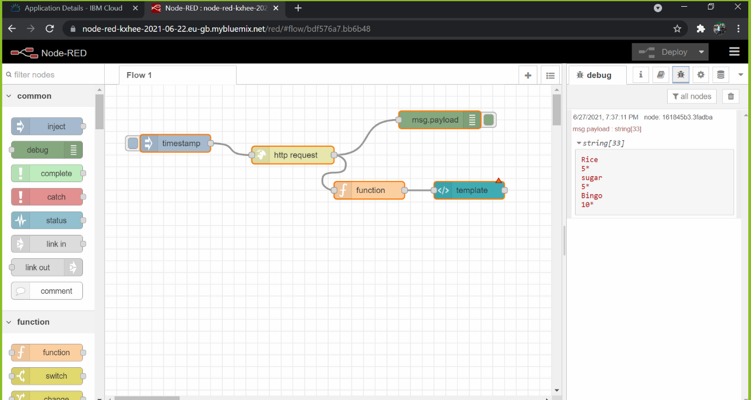 Application Details - IBM Cloud
Node-RED : node-red-kxhee-202
node-red-kxhee-2021-06-22.eu-gb.mybluemix.net/red/#flow/bdf576a7.bb6b48
Node-RED
Deploy
filter nodes
Flow 1
debug
i
all nodes
common
inject
debug
complete
catch
status
link in
link out
comment
function
function
switch
change
timestamp
http request
msg.payload
f function
</> template
6/27/2021, 7:37:11 PM node: 161845b3.3fadba
msg.payload : string[33]
string[33]
Rice
5"
sugar
5"
Bingo
10"